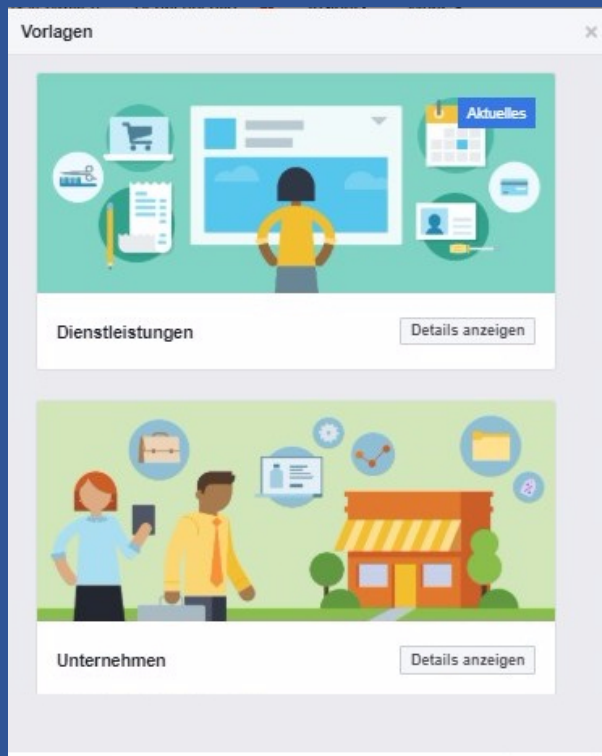 Vorlagen
Aktuelles
Dienstleistungen
Details anzeigen
Unternehmen
Details anzeigen